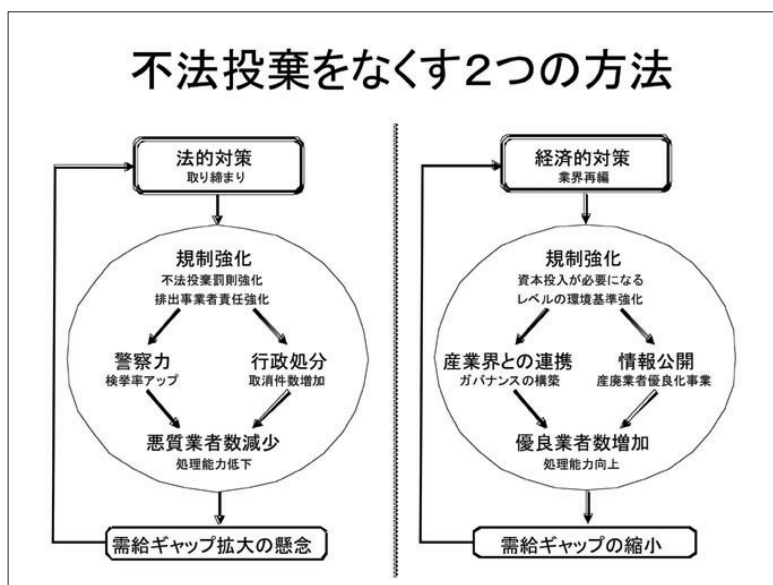 不法投棄をなくす2つの方法
法的対策
取り締まり
規制強化
不法投棄罰則強化
排出事業者責任強化
警察力
検挙率アップ
行政処分
取消件数増加
悪質業者数減少
処理能力低下
需給ギャップ拡大の懸念
経済的対策
業界再編
規制強化
資本投入が必要になる
レベルの環境基準強化
産業界との連携
ガバナンスの構築
情報公開
産廃業者優良化事業
優良業者数増加
処理能力向上
需給ギャップの縮小